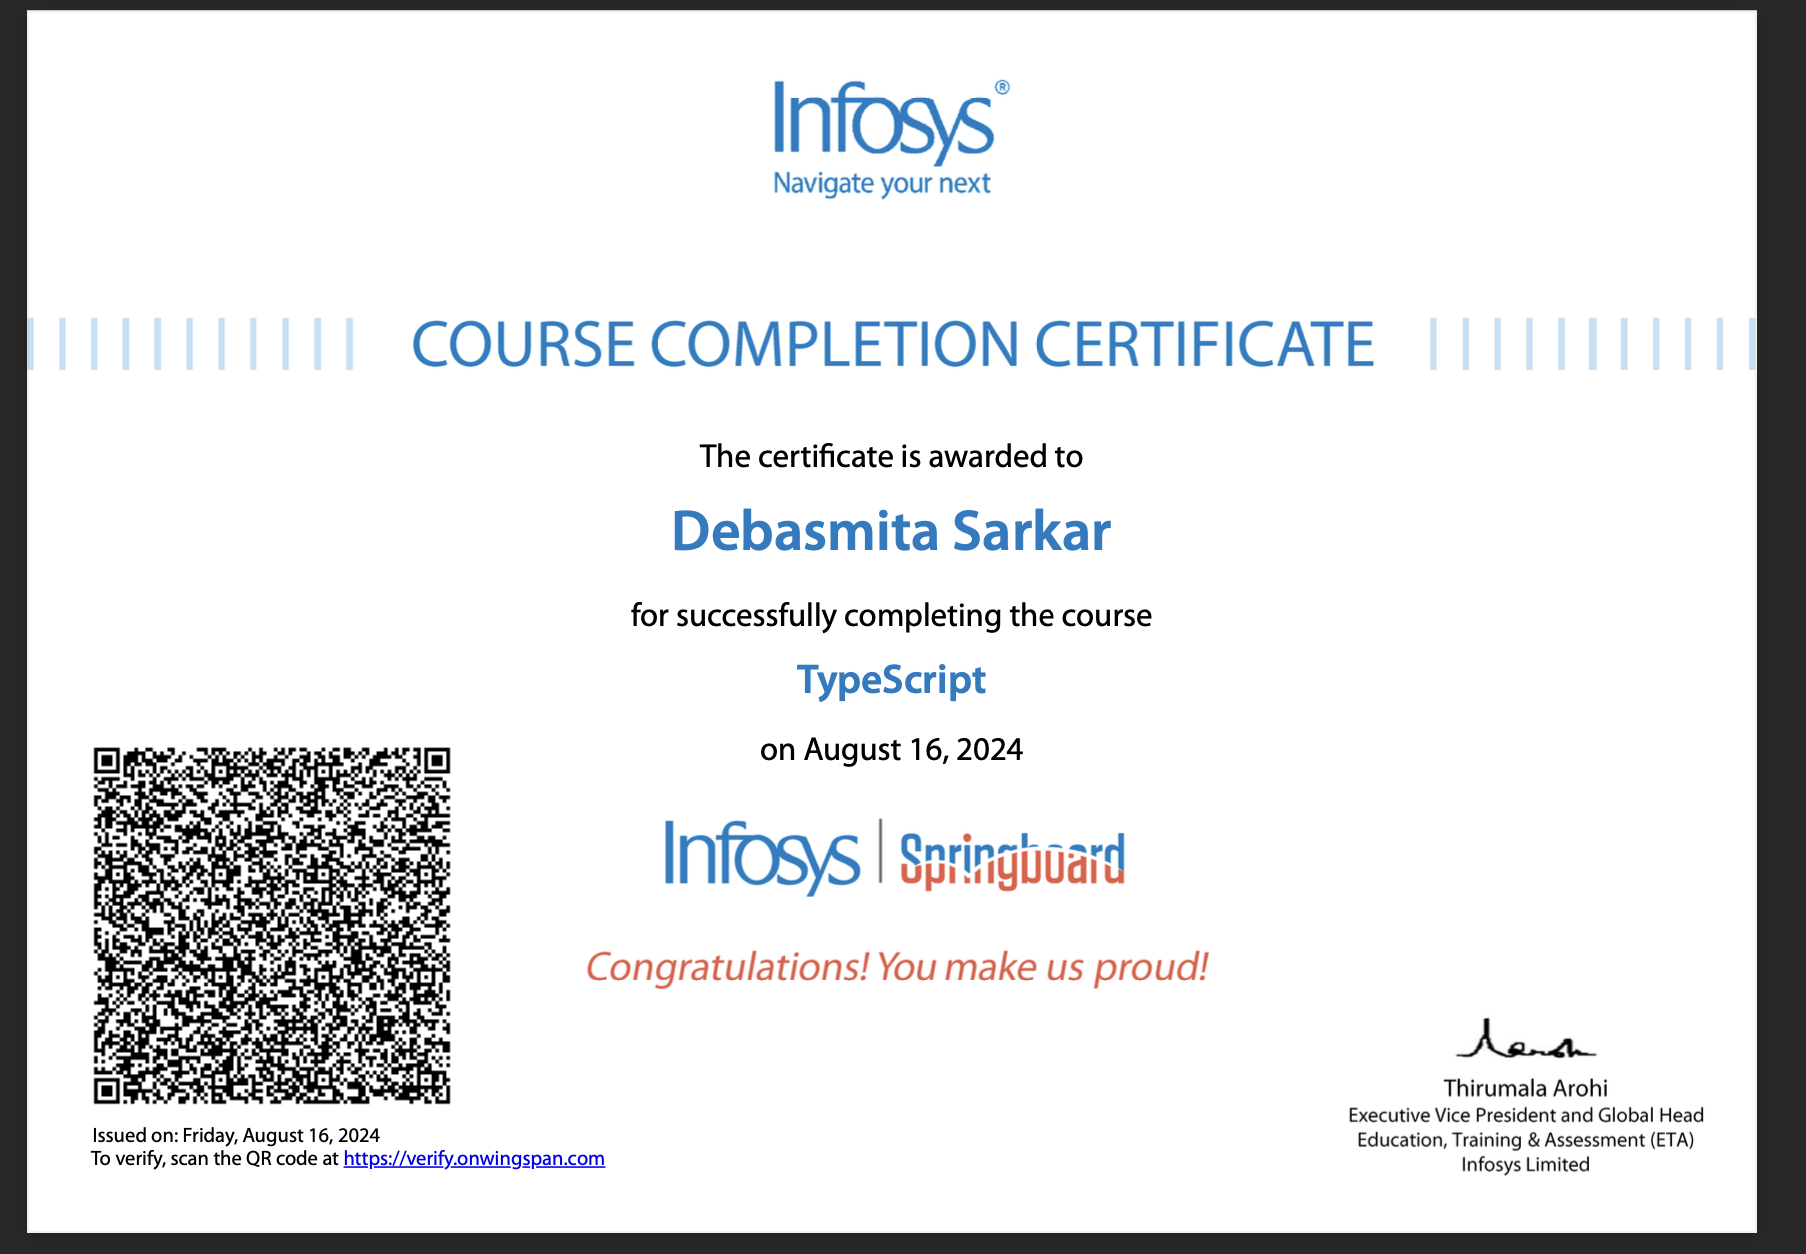 Infosys®
Navigate your next
COURSE COMPLETION CERTIFICATE
The certificate is awarded to
Debasmita Sarkar
for successfully completing the course
TypeScript
on August 16, 2024
Infosys | Springboard
Congratulations! You make us proud!
Issued on: Friday, August 16, 2024
To verify, scan the QR code at https://verify.onwingspan.com
Thirumala Arohi
Executive Vice President and Global Head
Education, Training & Assessment (ETA)
Infosys Limited